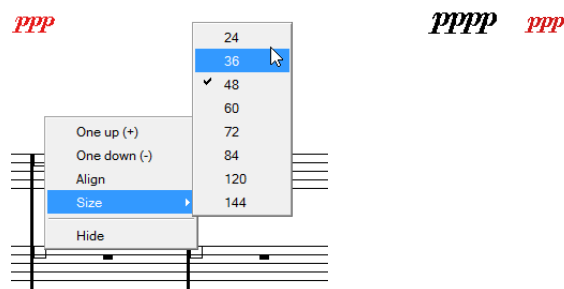 ppp
pppp ppp
24
36
48
60
72
84
120
144
One up (+)
One down (-)
Align
Size
Hide